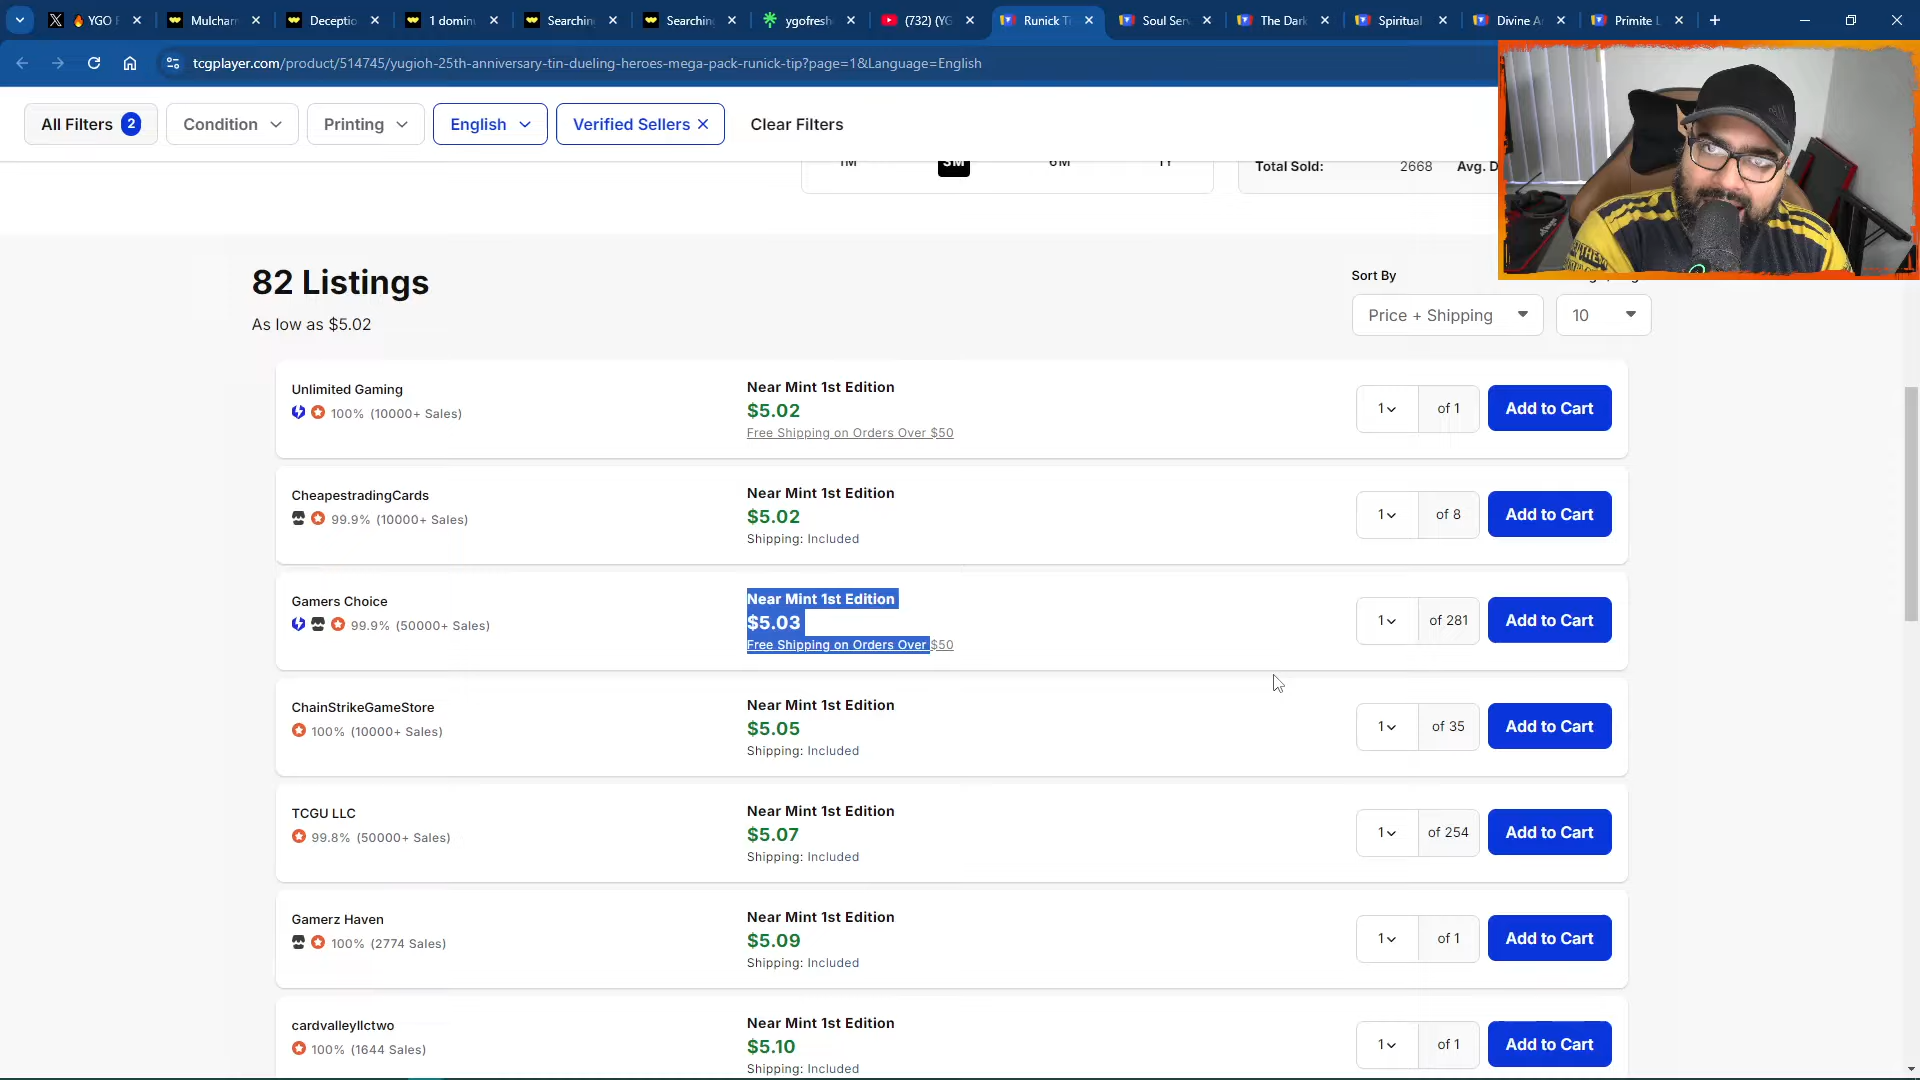 🔥 YGO
Mulchar
Deceptio
1 domin
Searchin
Searching
ygofresh
(732) (YG
Runick Ti
Soul Ser
The Dark
Spiritual
Divine A
Primite L
tcgplayer.com/product/514745/yugioh-25th-anniversary-tin-dueling-heroes-mega-pack-runick-tip?page=1&Language=English
All Filters 2
Condition
Printing
English
Verified Sellers
Clear Filters
1M 3M 6M 1Y
Total Sold: 2668 Avg. D
82 Listings
As low as $5.02
Sort By
Price + Shipping
10
Unlimited Gaming
100% (10000+ Sales)
Near Mint 1st Edition
$5.02
Free Shipping on Orders Over $50
1 of 1
Add to Cart
CheapestradingCards
99.9% (10000+ Sales)
Near Mint 1st Edition
$5.02
Shipping: Included
1 of 8
Add to Cart
Gamers Choice
99.9% (50000+ Sales)
Near Mint 1st Edition
$5.03
Free Shipping on Orders Over $50
1 of 281
Add to Cart
ChainStrikeGameStore
100% (10000+ Sales)
Near Mint 1st Edition
$5.05
Shipping: Included
1 of 35
Add to Cart
TCGU LLC
99.8% (50000+ Sales)
Near Mint 1st Edition
$5.07
Shipping: Included
1 of 254
Add to Cart
Gamerz Haven
100% (2774 Sales)
Near Mint 1st Edition
$5.09
Shipping: Included
1 of 1
Add to Cart
cardvalleyllctwo
100% (1644 Sales)
Near Mint 1st Edition
$5.10
Shipping: Included
1 of 1
Add to Cart